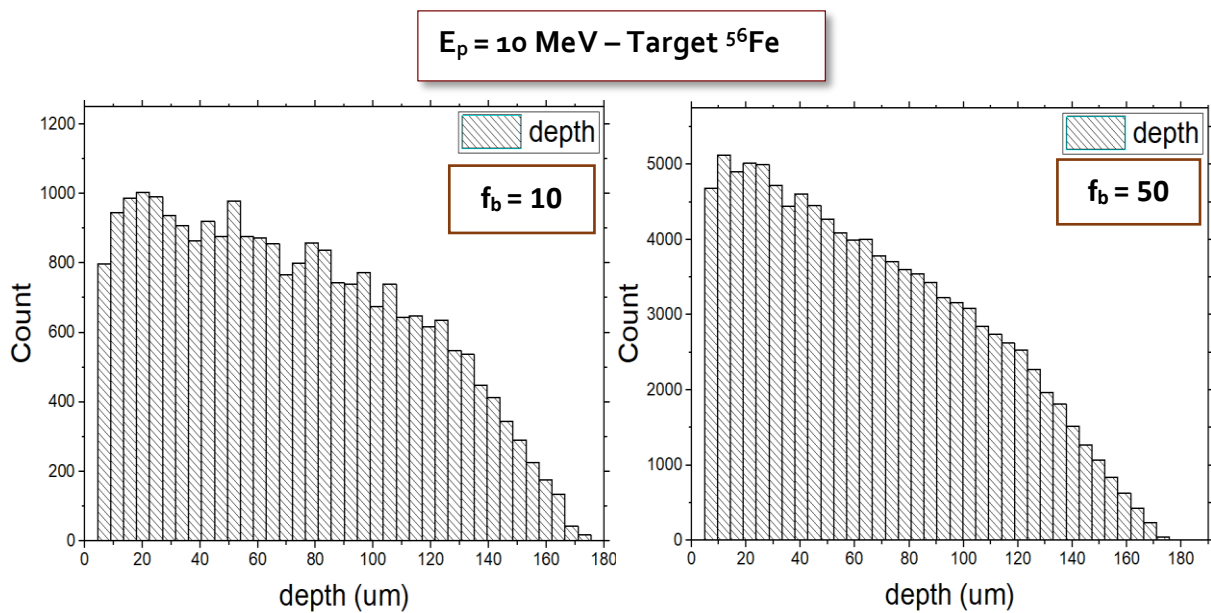 Eₚ = 10 MeV – Target ⁵⁶Fe
depth
f_b = 10
1200
1000
800
600
400
200
0
Count
0 20 40 60 80 100 120 140 160 180
depth (um)
depth
f_b = 50
5000
4000
3000
2000
1000
0
Count
0 20 40 60 80 100 120 140 160 180
depth (um)